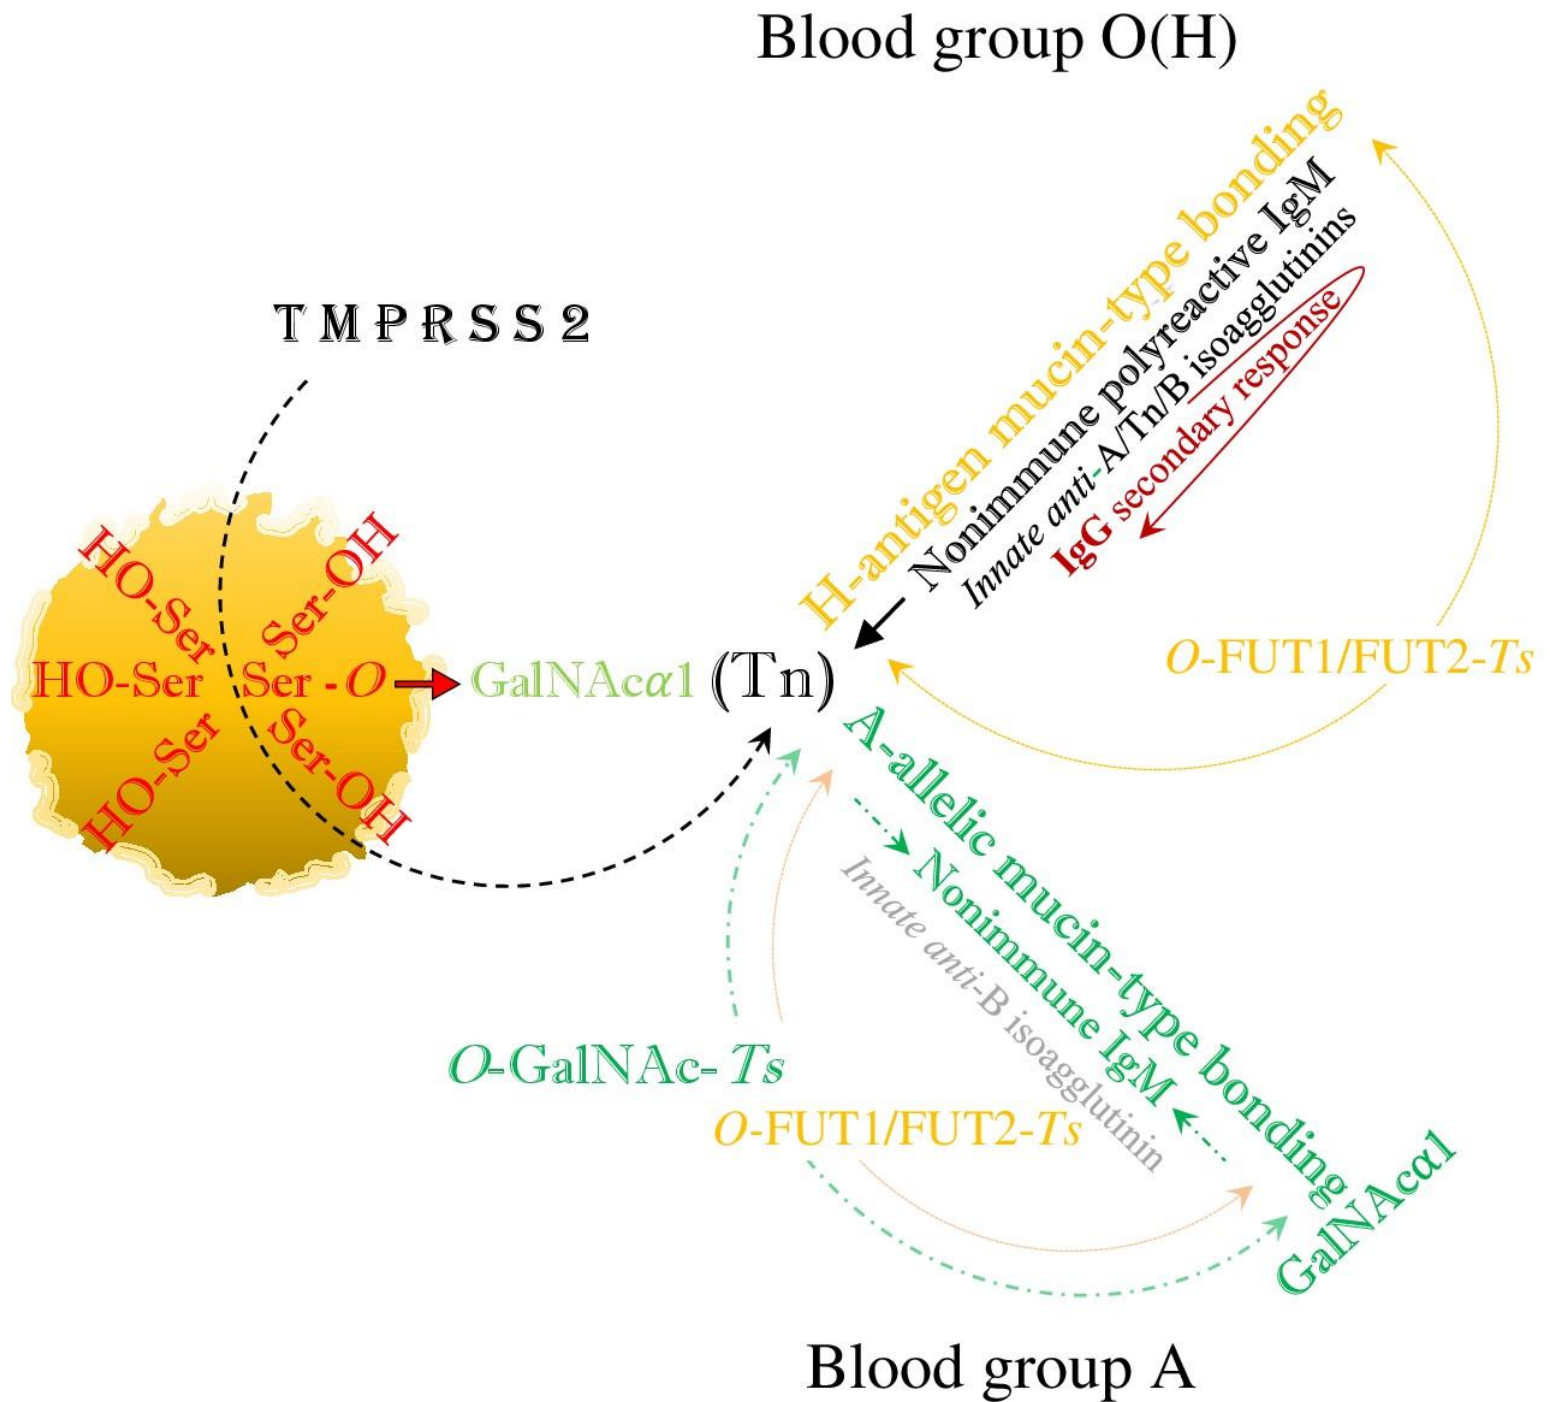 Blood group O(H)
H-antigen mucin-type bonding
Nonimmune polyreactive IgM
Innate anti-A/Tn/B isoagglutinins
IgG secondary response
TMPRSS2
HO-Ser
Ser-OH
HO-Ser
Ser-O
GalNAcα1
(Tn)
O-FUT1/FUT2-Ts
HO-Ser
Ser-OH
A-allelic mucin-type bonding
Nonimmune IgM
Innate anti-B isoagglutinin
O-GalNAc-Ts
O-FUT1/FUT2-Ts
GalNAcα1
Blood group A